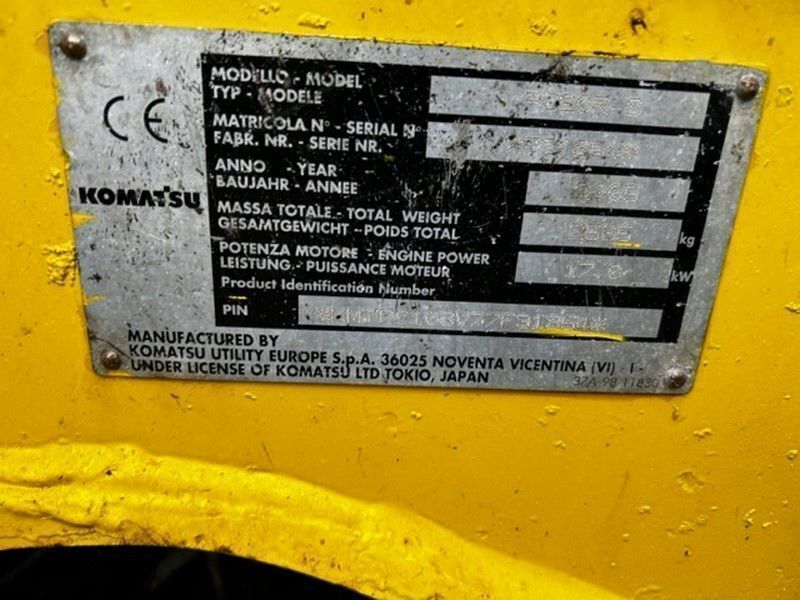 CE
KOMATSU
MODELLO - MODEL
TYP - MODELE
MATRICOLA N° - SERIAL N°
FABR. NR. - SERIE NR.
ANNO - YEAR
BAUJAHR - ANNEE
MASSA TOTALE - TOTAL WEIGHT
GESAMTGEWICHT - POIDS TOTAL
kg
POTENZA MOTORE - ENGINE POWER
LEISTUNG - PUISSANCE MOTEUR
kW
Product Identification Number
PIN
MANUFACTURED BY
KOMATSU UTILITY EUROPE S.p.A. 36025 NOVENTA VICENTINA (VI) - I -
UNDER LICENSE OF KOMATSU LTD TOKIO, JAPAN